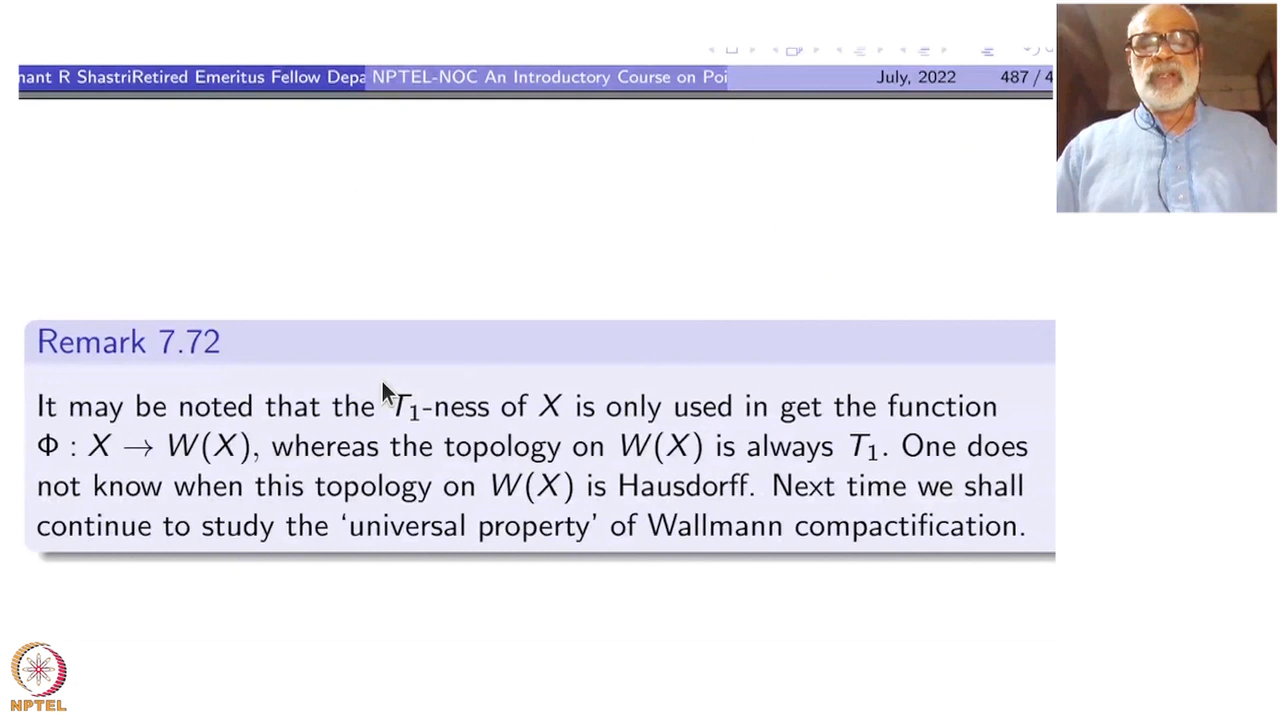 nant R ShastriRetired Emeritus Fellow Depa NPTEL-NOC An Introductory Course on Poi July, 2022 487 / 4
Remark 7.72
It may be noted that the T₁-ness of X is only used in get the function
Φ : X → W(X), whereas the topology on W(X) is always T₁. One does
not know when this topology on W(X) is Hausdorff. Next time we shall
continue to study the ‘universal property’ of Wallmann compactification.
NPTEL